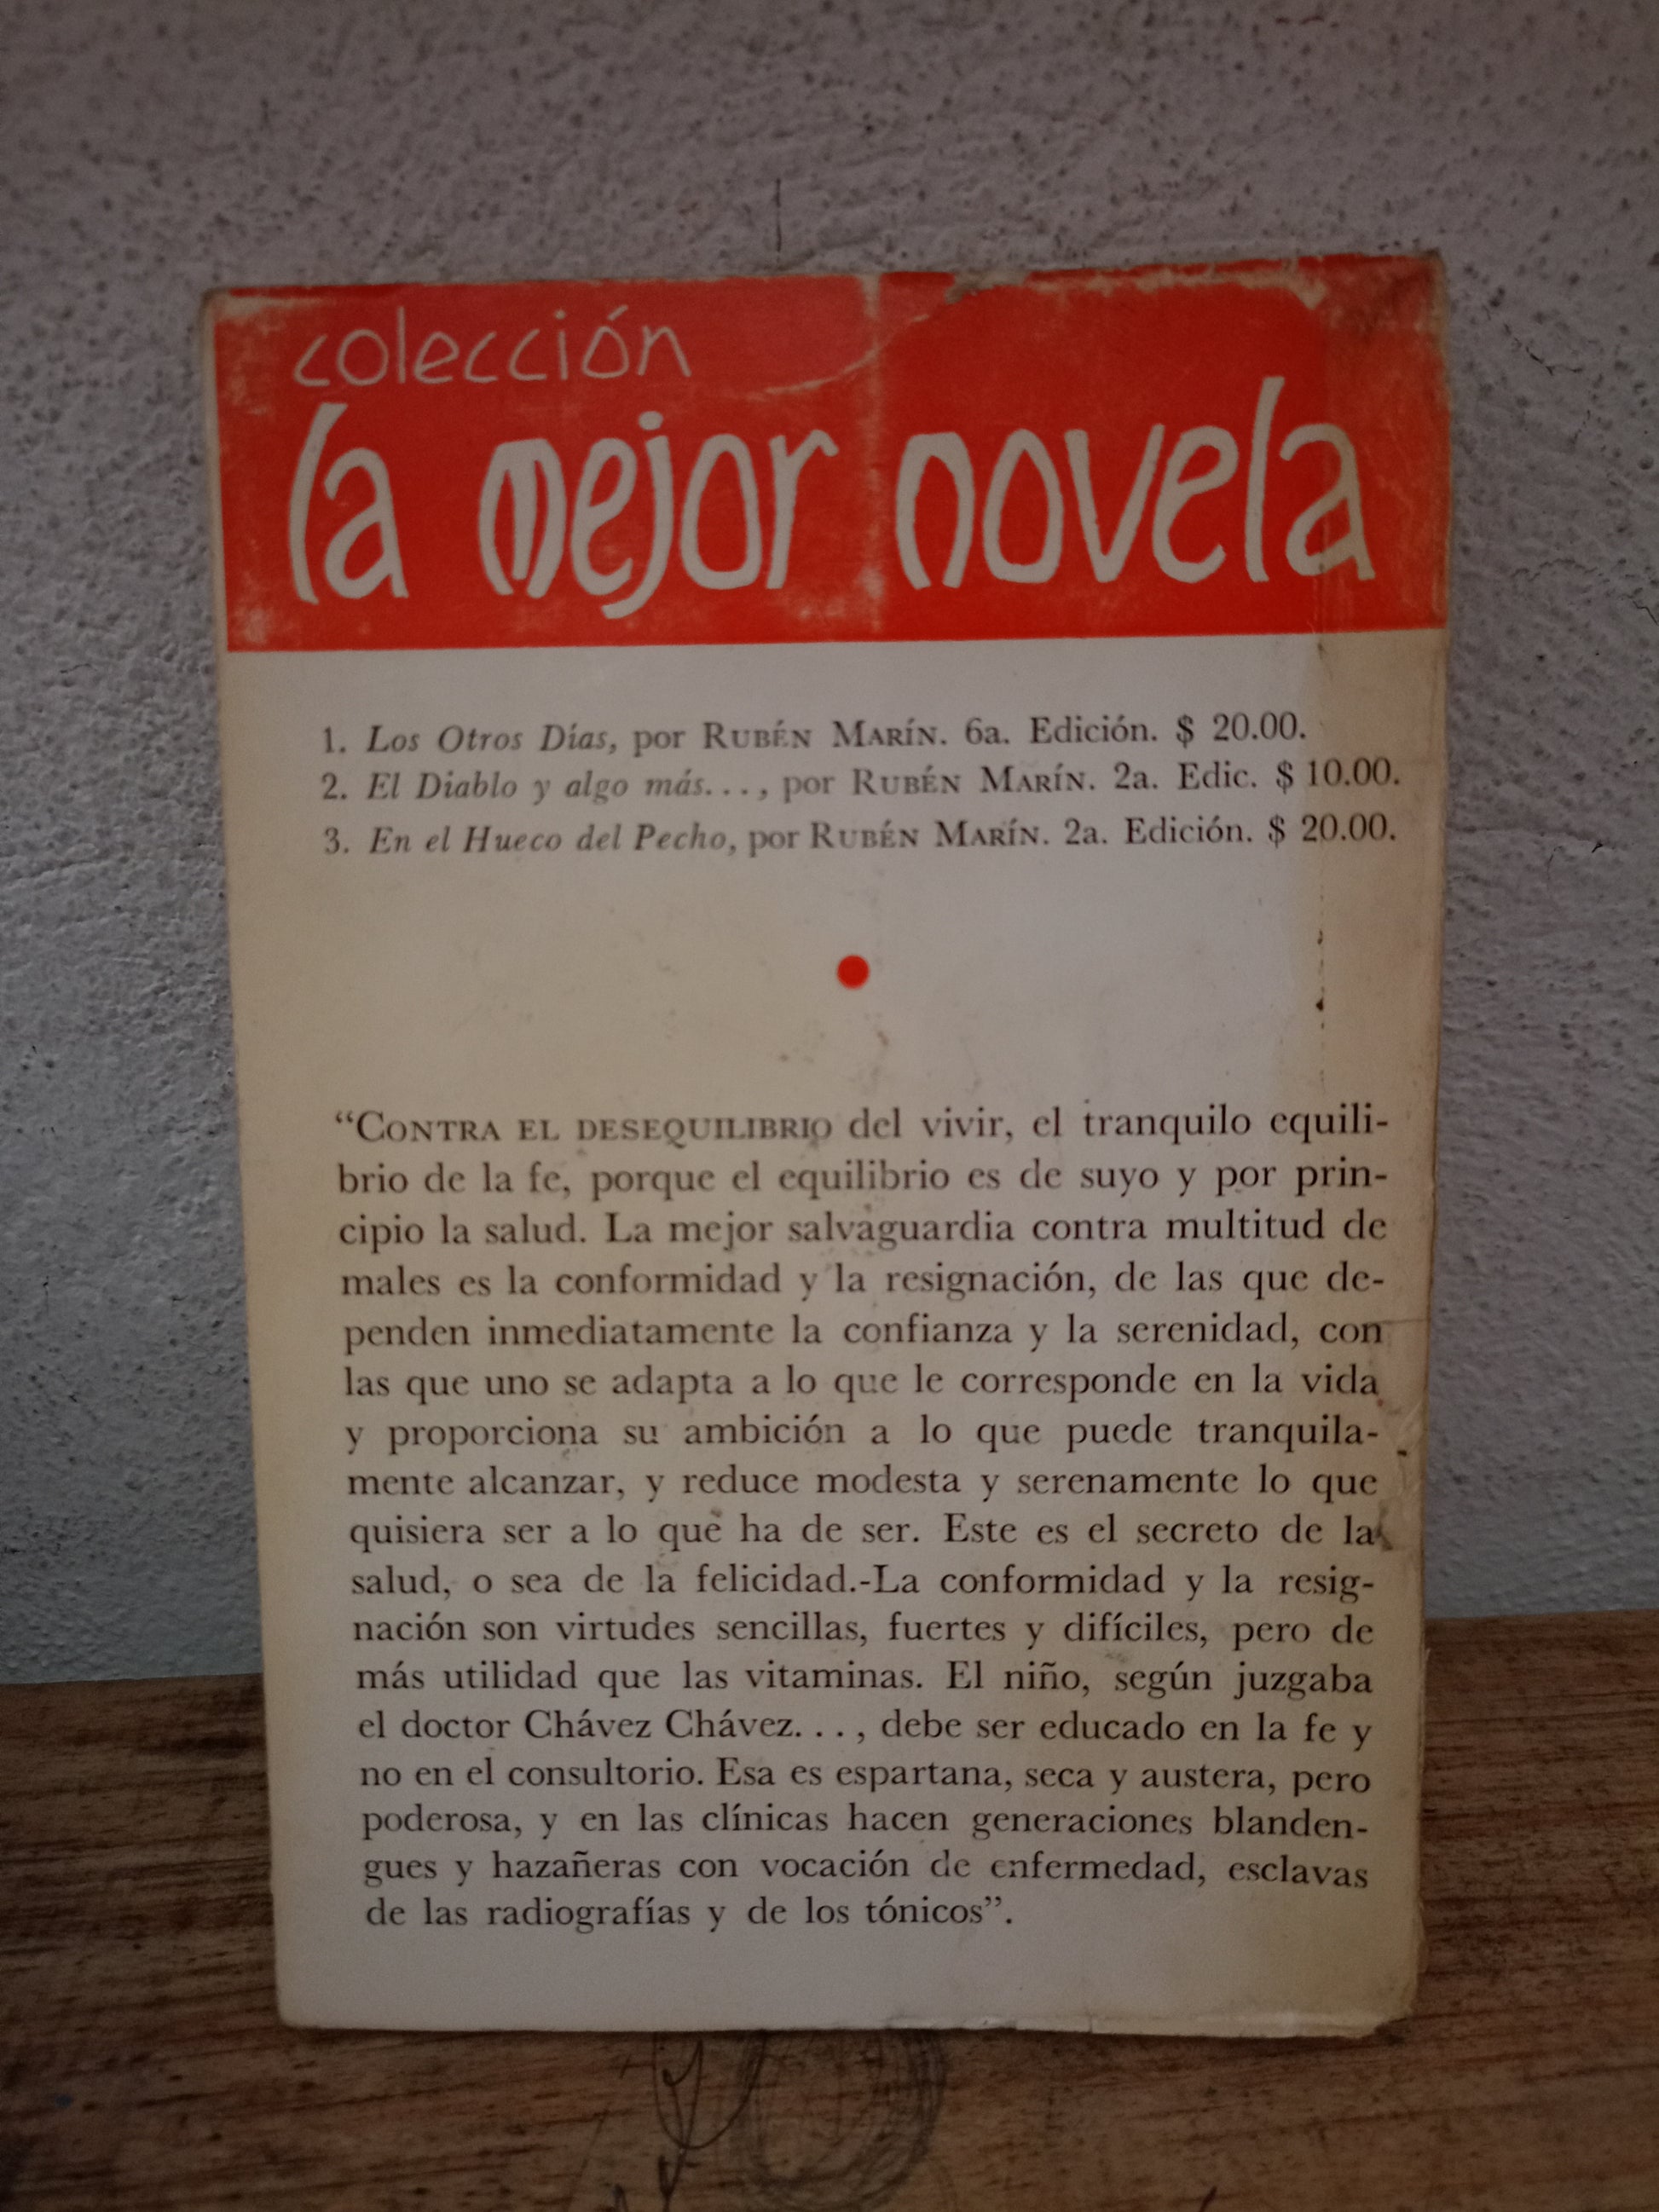 colección
la mejor novela
1. Los Otros Días, por RUBÉN MARÍN. 6a. Edición. $ 20.00.
2. El Diablo y algo más..., por RUBÉN MARÍN. 2a. Edic. $ 10.00.
3. En el Hueco del Pecho, por RUBÉN MARÍN. 2a. Edición. $ 20.00.
“CONTRA EL DESEQUILIBRIO del vivir, el tranquilo equili-
brio de la fe, porque el equilibrio es de suyo y por prin-
cipio la salud. La mejor salvaguardia contra multitud de
males es la conformidad y la resignación, de las que de-
penden inmediatamente la confianza y la serenidad, con
las que uno se adapta a lo que le corresponde en la vida
y proporciona su ambición a lo que puede tranquila-
mente alcanzar, y reduce modesta y serenamente lo que
quisiera ser a lo que ha de ser. Este es el secreto de la
salud, o sea de la felicidad.-La conformidad y la resig-
nación son virtudes sencillas, fuertes y difíciles, pero de
más utilidad que las vitaminas. El niño, según juzgaba
el doctor Chávez Chávez..., debe ser educado en la fe y
no en el consultorio. Esa es espartana, seca y austera, pero
poderosa, y en las clínicas hacen generaciones blanden-
gues y hazañeras con vocación de enfermedad, esclavas
de las radiografías y de los tónicos”.